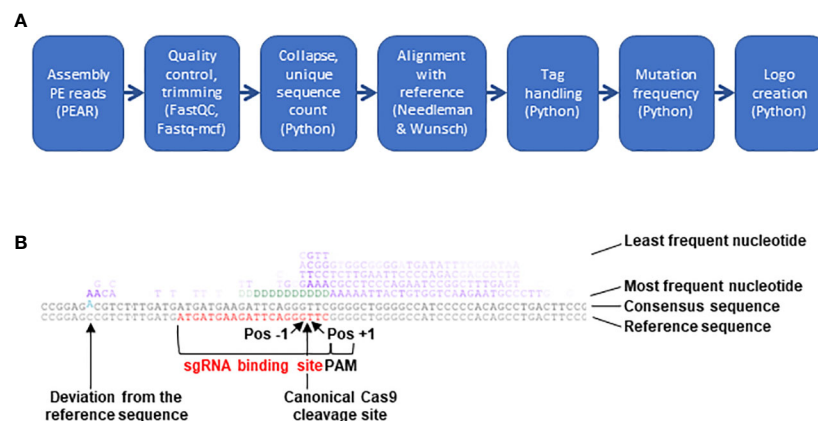 A
Assembly
PE reads
(PEAR)
Quality
control,
trimming
(FastQC,
Fastq-mcf)
Collapse,
unique
sequence
count
(Python)
Alignment
with
reference
(Needleman
& Wunsch)
Tag
handling
(Python)
Mutation
frequency
(Python)
Logo
creation
(Python)
B
Least frequent nucleotide
Most frequent nucleotide
Consensus sequence
Reference sequence
CCGGAGCCGTCTTTGATGATGATGAAGATTCAGGGTTCGGGGCTGGGGCCATCCCCCACAGCCTGACTTCCC
Pos -1
Pos +1
sgRNA binding site
PAM
Deviation from the
reference sequence
Canonical Cas9
cleavage site